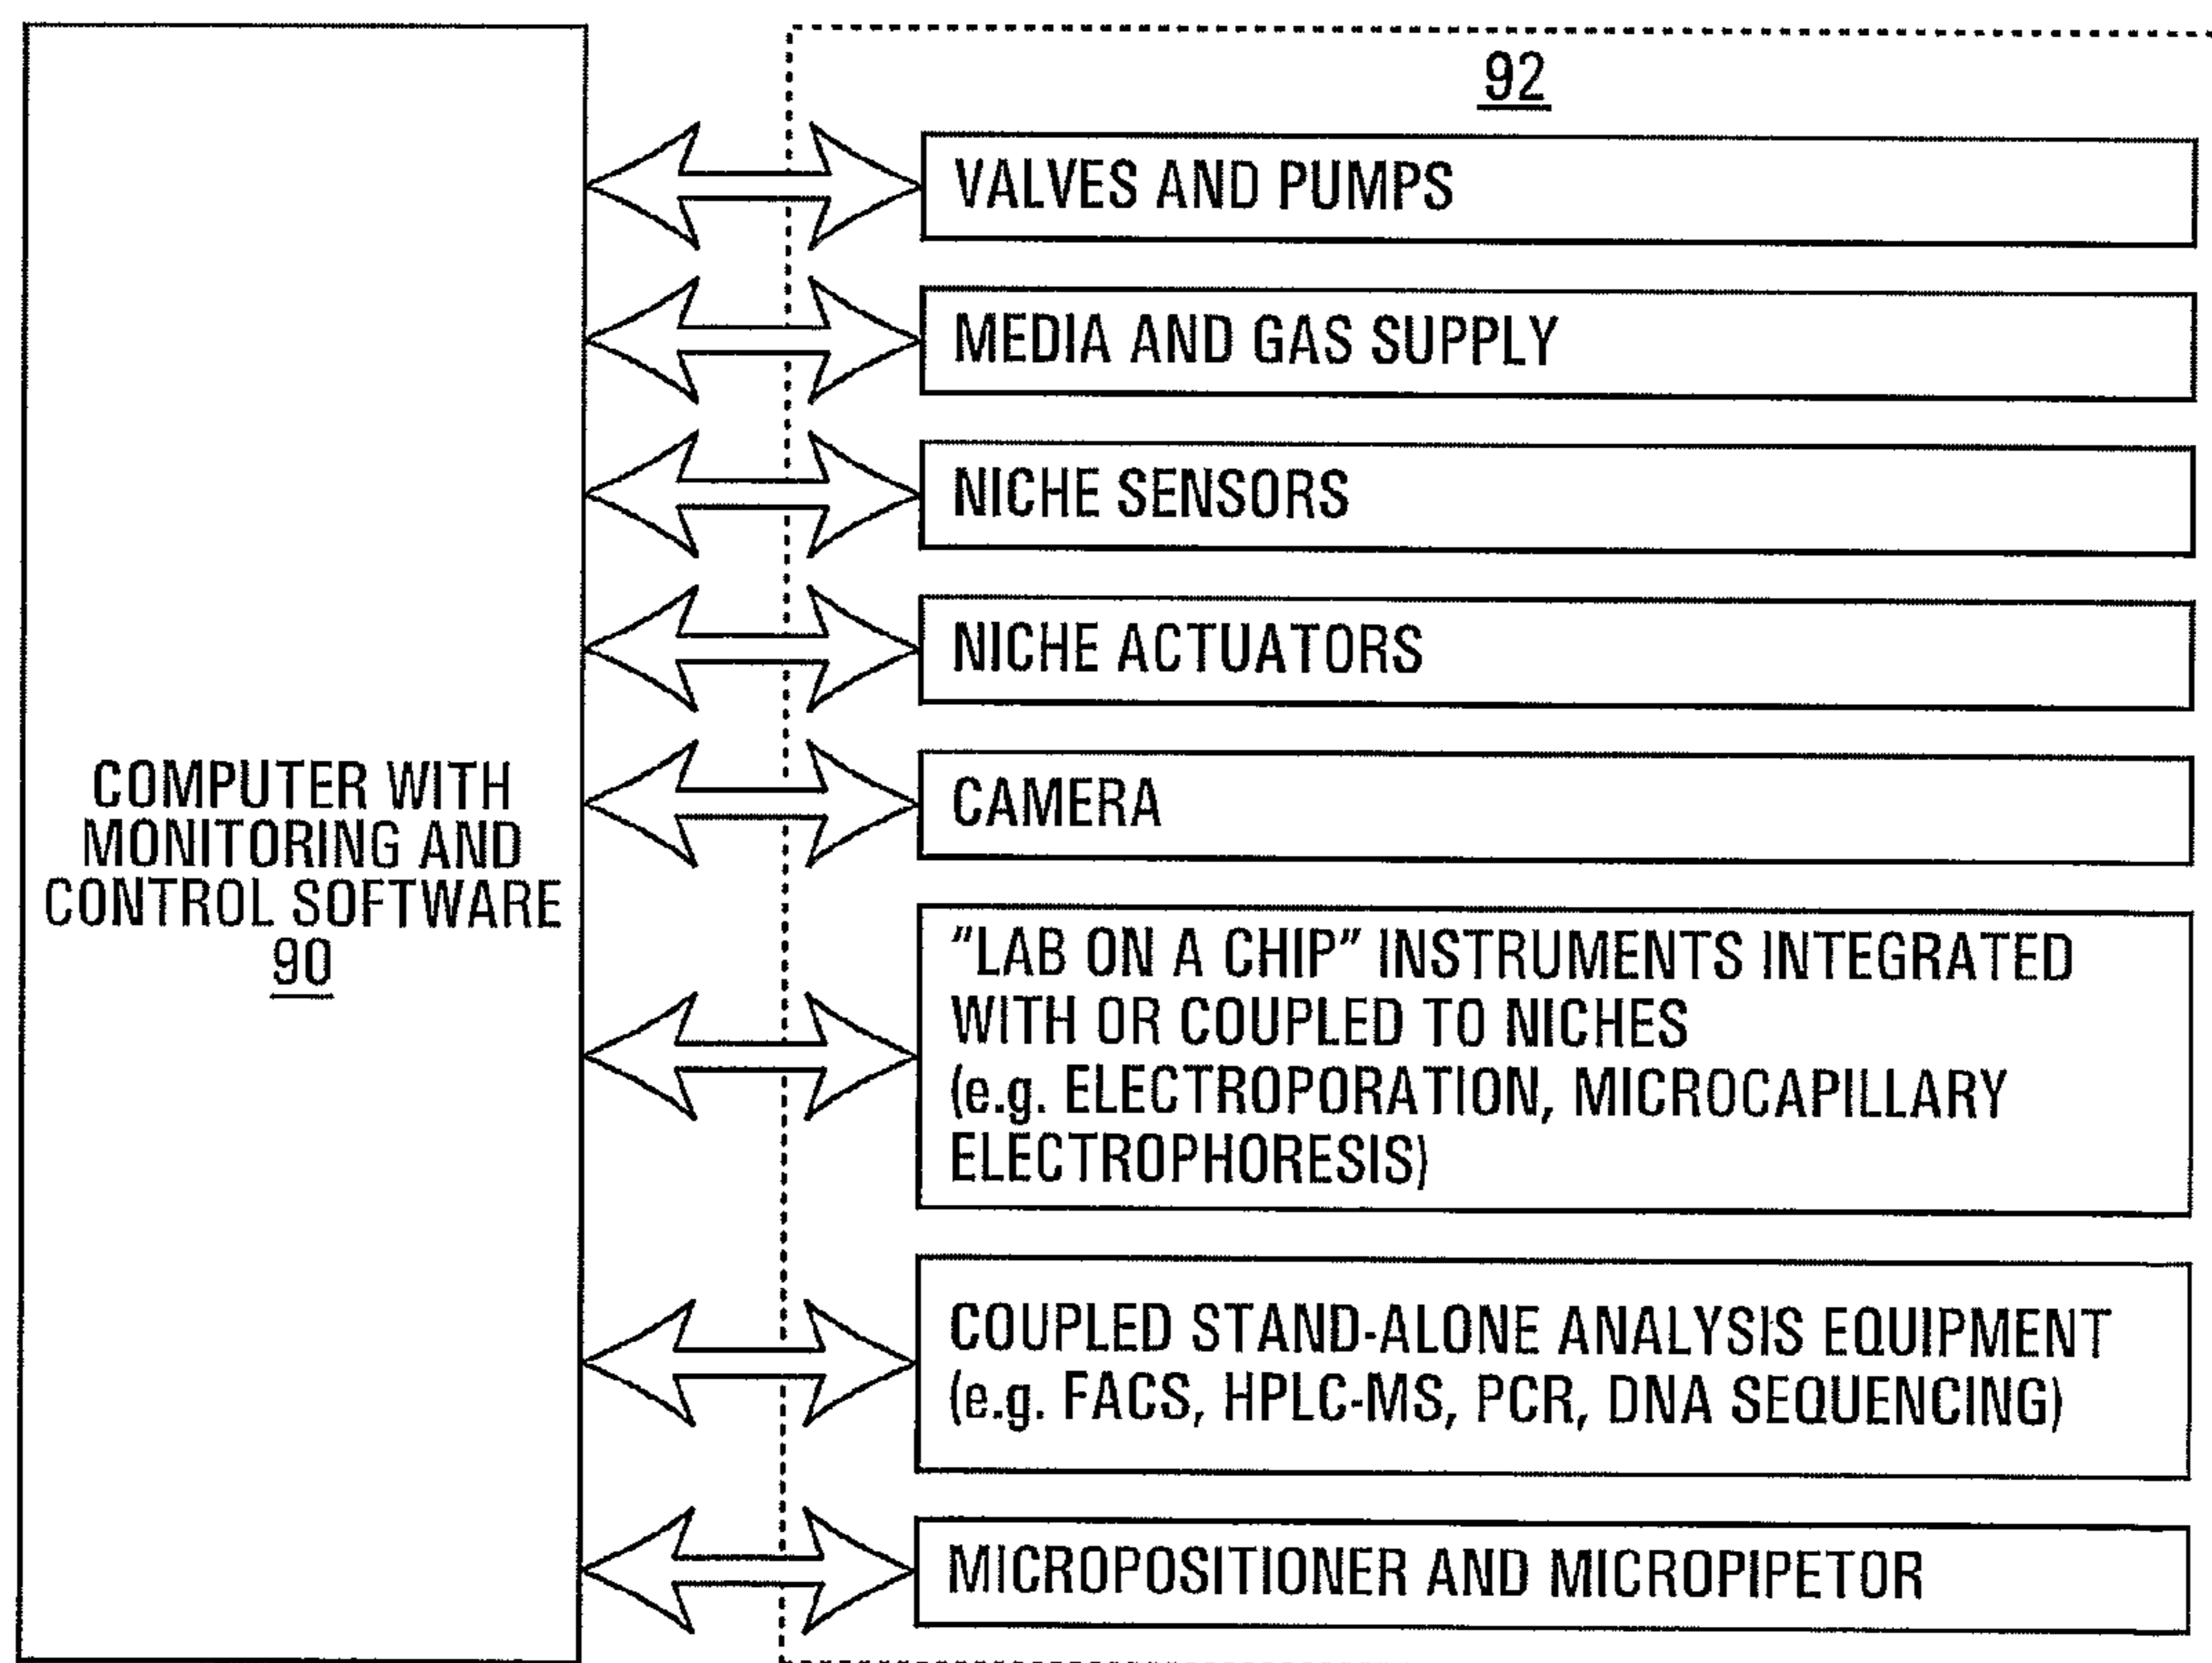 COMPUTER WITH
MONITORING AND
CONTROL SOFTWARE
90
92
VALVES AND PUMPS
MEDIA AND GAS SUPPLY
NICHE SENSORS
NICHE ACTUATORS
CAMERA
"LAB ON A CHIP" INSTRUMENTS INTEGRATED
WITH OR COUPLED TO NICHES
(e.g. ELECTROPORATION, MICROCAPILLARY
ELECTROPHORESIS)
COUPLED STAND-ALONE ANALYSIS EQUIPMENT
(e.g. FACS, HPLC-MS, PCR, DNA SEQUENCING)
MICROPOSITIONER AND MICROPIPETOR